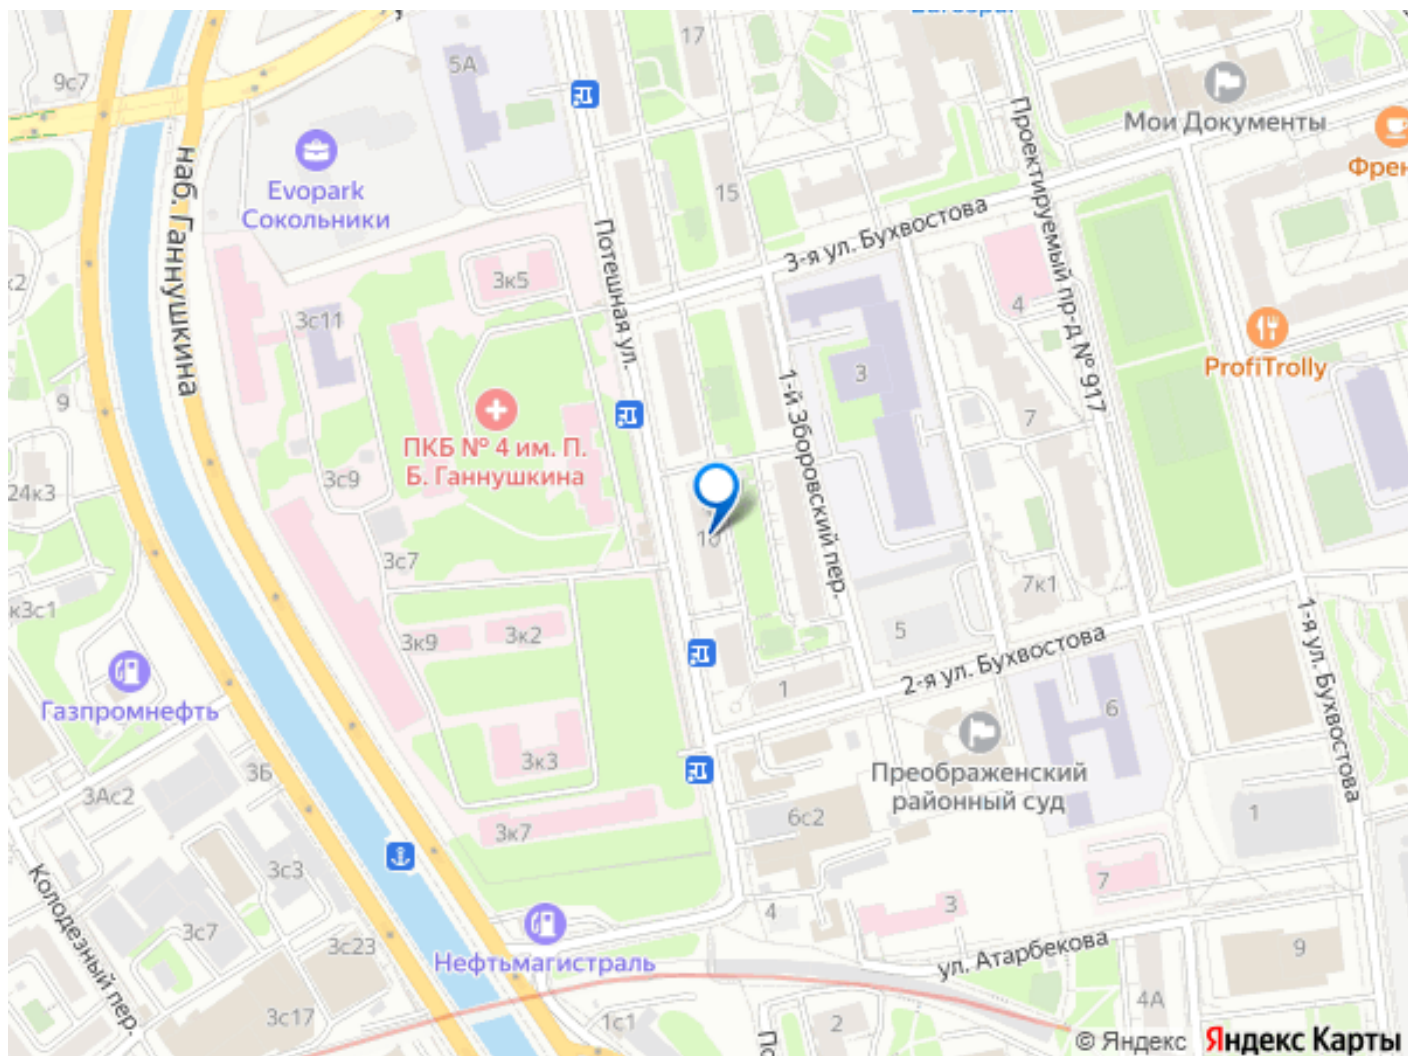 17
5А
9с7
Мои Документы
Evopark
Сокольники
наб. Ганнушкина
15
Проектируемый пр-д № 917
Френ
3-я ул. Бухвостова
Потешная ул.
3к5
3с11
4
ProfiTrolly
3
1-й Зборовский пер.
7
9
ПКБ № 4 им. П.
Б. Ганнушкина
3с9
24к3
10
3с7
7к1
к3с1
3к9
3к2
5
2-я ул. Бухвостова
1-я ул. Бухвостова
1
6
Газпромнефть
3к3
3Б
3Ас2
Преображенский
районный суд
6с2
1
3к7
3с3
7
Колодезный пер.
3с7
4
3
3с23
Нефтьмагистраль
ул. Атарбекова
9
4А
3с17
1с1
2
© Яндекс Яндекс Карты